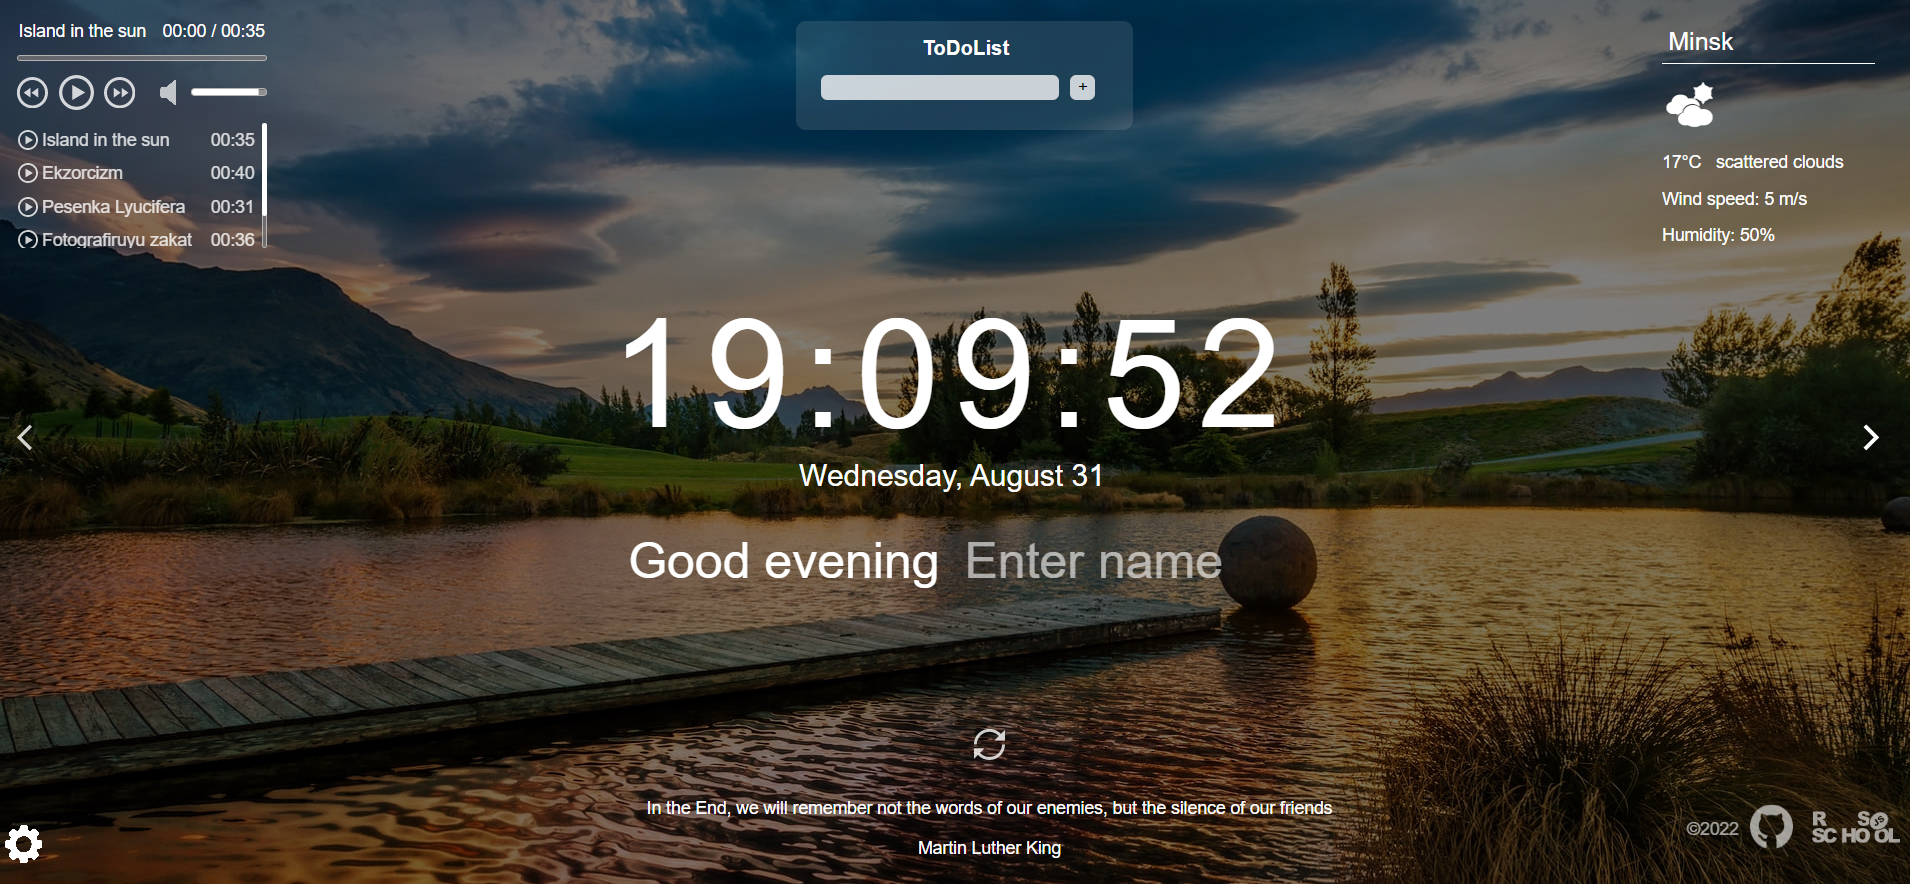 Island in the sun 00:00 / 00:35
Island in the sun 00:35
Ekzorcizm 00:40
Pesenka Lyucifera 00:31
Fotografiruyu zakat 00:36
ToDoList
+
Minsk
17°C scattered clouds
Wind speed: 5 m/s
Humidity: 50%
19:09:52
Wednesday, August 31
Good evening Enter name
In the End, we will remember not the words of our enemies, but the silence of our friends
Martin Luther King
©2022
RS
SCHOOL
JS